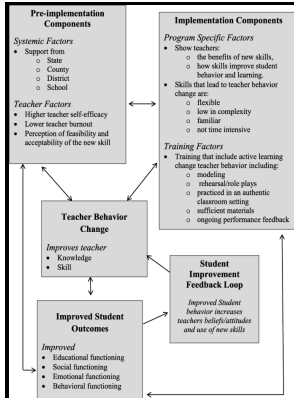 Pre-implementation
Components
Systemic Factors
• Support from
o State
o County
o District
o School
Teacher Factors
• Higher teacher self-efficacy
• Lower teacher burnout
• Perception of feasibility and
acceptability of the new skill
Implementation Components
Program Specific Factors
• Show teachers:
o the benefits of new skills,
o how skills improve student
behavior and learning.
• Skills that lead to teacher behavior
change are:
o flexible
o low in complexity
o familiar
o not time intensive
Training Factors
• Training that include active learning
change teacher behavior including:
o modeling
o rehearsal/role plays
o practiced in an authentic
classroom setting
o sufficient materials
o ongoing performance feedback
Teacher Behavior
Change
Improves teacher
• Knowledge
• Skill
Student
Improvement
Feedback Loop
Improved Student
behavior increases
teachers beliefs/attitudes
and use of new skills
Improved Student
Outcomes
Improved
• Educational functioning
• Social functioning
• Emotional functioning
• Behavioral functioning